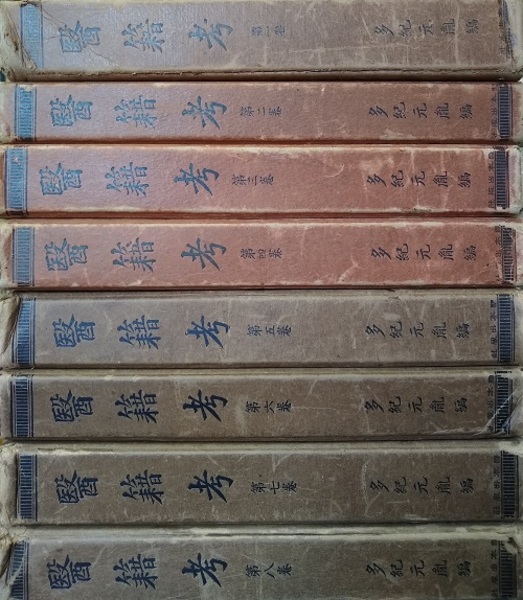 醫籍考 第一卷 多紀元胤編
醫籍考 第二卷 多紀元胤編
醫籍考 第三卷 多紀元胤編
醫籍考 第四卷 多紀元胤編
醫籍考 第五卷 多紀元胤編
醫籍考 第六卷 多紀元胤編
醫籍考 第七卷 多紀元胤編
醫籍考 第八卷 多紀元胤編